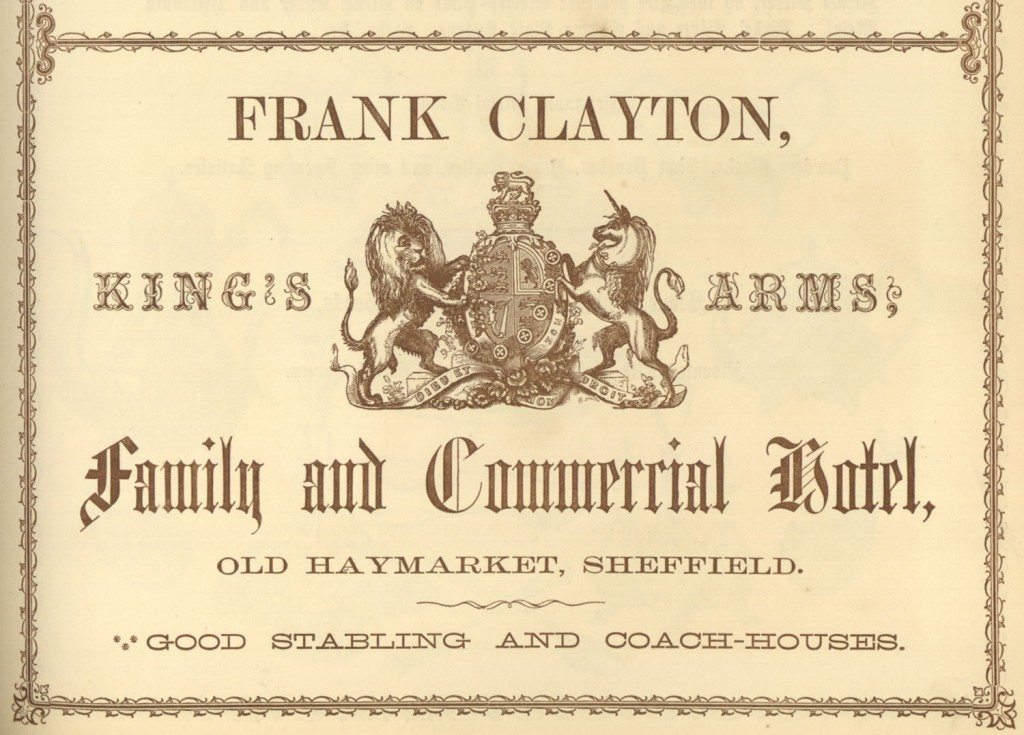 FRANK CLAYTON,
KING'S ARMS,
DIEU ET MON DROIT
Family and Commercial Hotel,
OLD HAYMARKET, SHEFFIELD.
GOOD STABLING AND COACH-HOUSES.